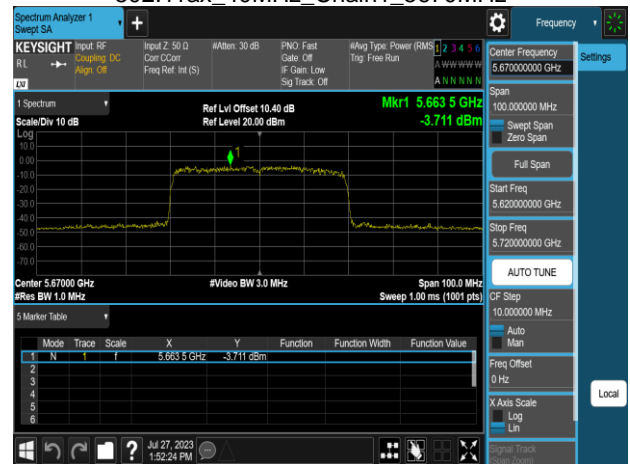 Spectrum Analyzer 1
Swept SA
+
Frequency
KEYSIGHT
RL
LXI
Input: RF
Coupling: DC
Align: Off
Input Z: 50 Ω
Corr CCorr
Freq Ref: Int (S)
#Atten: 30 dB
PNO: Fast
Gate: Off
IF Gain: Low
Sig Track: Off
#Avg Type: Power (RMS
Trig: Free Run
1 2 3 4 5 6
A W W W W W
A N N N N N
1 Spectrum
Scale/Div 10 dB
Ref Lvl Offset 10.40 dB
Ref Level 20.00 dBm
Mkr1 5.663 5 GHz
-3.711 dBm
Log
10.0
0.00
-10.0
-20.0
-30.0
-40.0
-50.0
-60.0
-70.0
1
Center 5.67000 GHz
#Res BW 1.0 MHz
#Video BW 3.0 MHz
Span 100.0 MHz
Sweep 1.00 ms (1001 pts)
5 Marker Table
Mode Trace Scale X Y Function Function Width Function Value
1 N 1 f 5.663 5 GHz -3.711 dBm
2
3
4
5
6
Center Frequency
5.670000000 GHz
Settings
Span
100.000000 MHz
Swept Span
Zero Span
Full Span
Start Freq
5.620000000 GHz
Stop Freq
5.720000000 GHz
AUTO TUNE
CF Step
10.000000 MHz
Auto
Man
Freq Offset
0 Hz
X Axis Scale
Log
Lin
Local
Signal Track
(Span Zoom)
?
Jul 27, 2023
1:52:24 PM